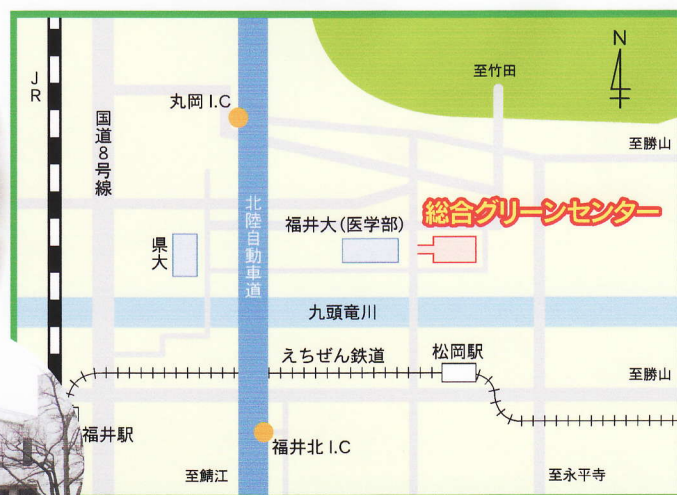 JR
国道8号線
丸岡 I.C
N
至竹田
至勝山
北陸自動車道
総合グリーンセンター
福井大(医学部)
県大
九頭竜川
えちぜん鉄道
松岡駅
至勝山
福井駅
福井北 I.C
至鯖江
至永平寺